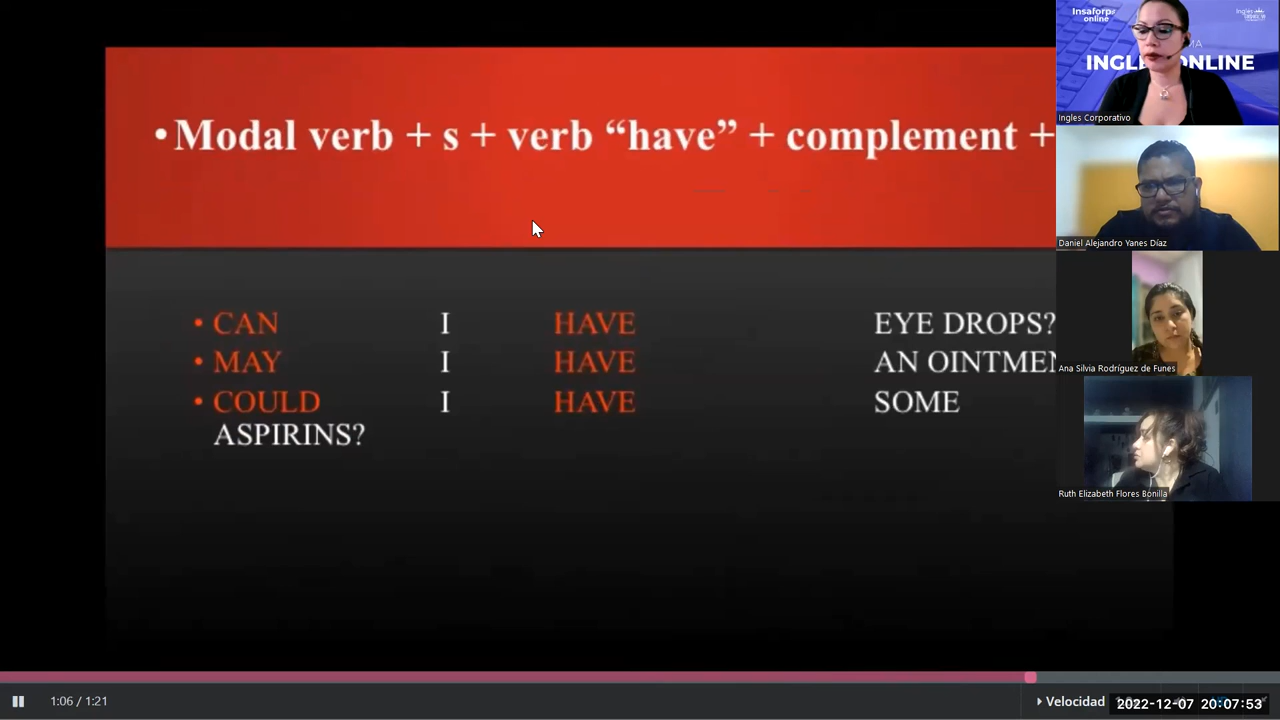 • Modal verb + s + verb “have” + complement +
• CAN I HAVE EYE DROPS?
• MAY I HAVE AN OINTMEN
• COULD I HAVE SOME
ASPIRINS?
Insaforp
online
INGLES ONLINE
Ingles Corporativo
Daniel Alejandro Yanes Díaz
Ana Silvia Rodríguez de Funes
Ruth Elizabeth Flores Bonilla
1:06 / 1:21
Velocidad
2022-12-07 20:07:53